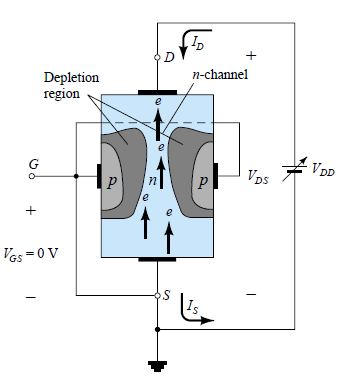 I_D
D
+
Depletion
region
n-channel
e
e
G
p
n
p
V_DS
V_DD
e
e
+
V_GS = 0 V
–
S
I_S
–